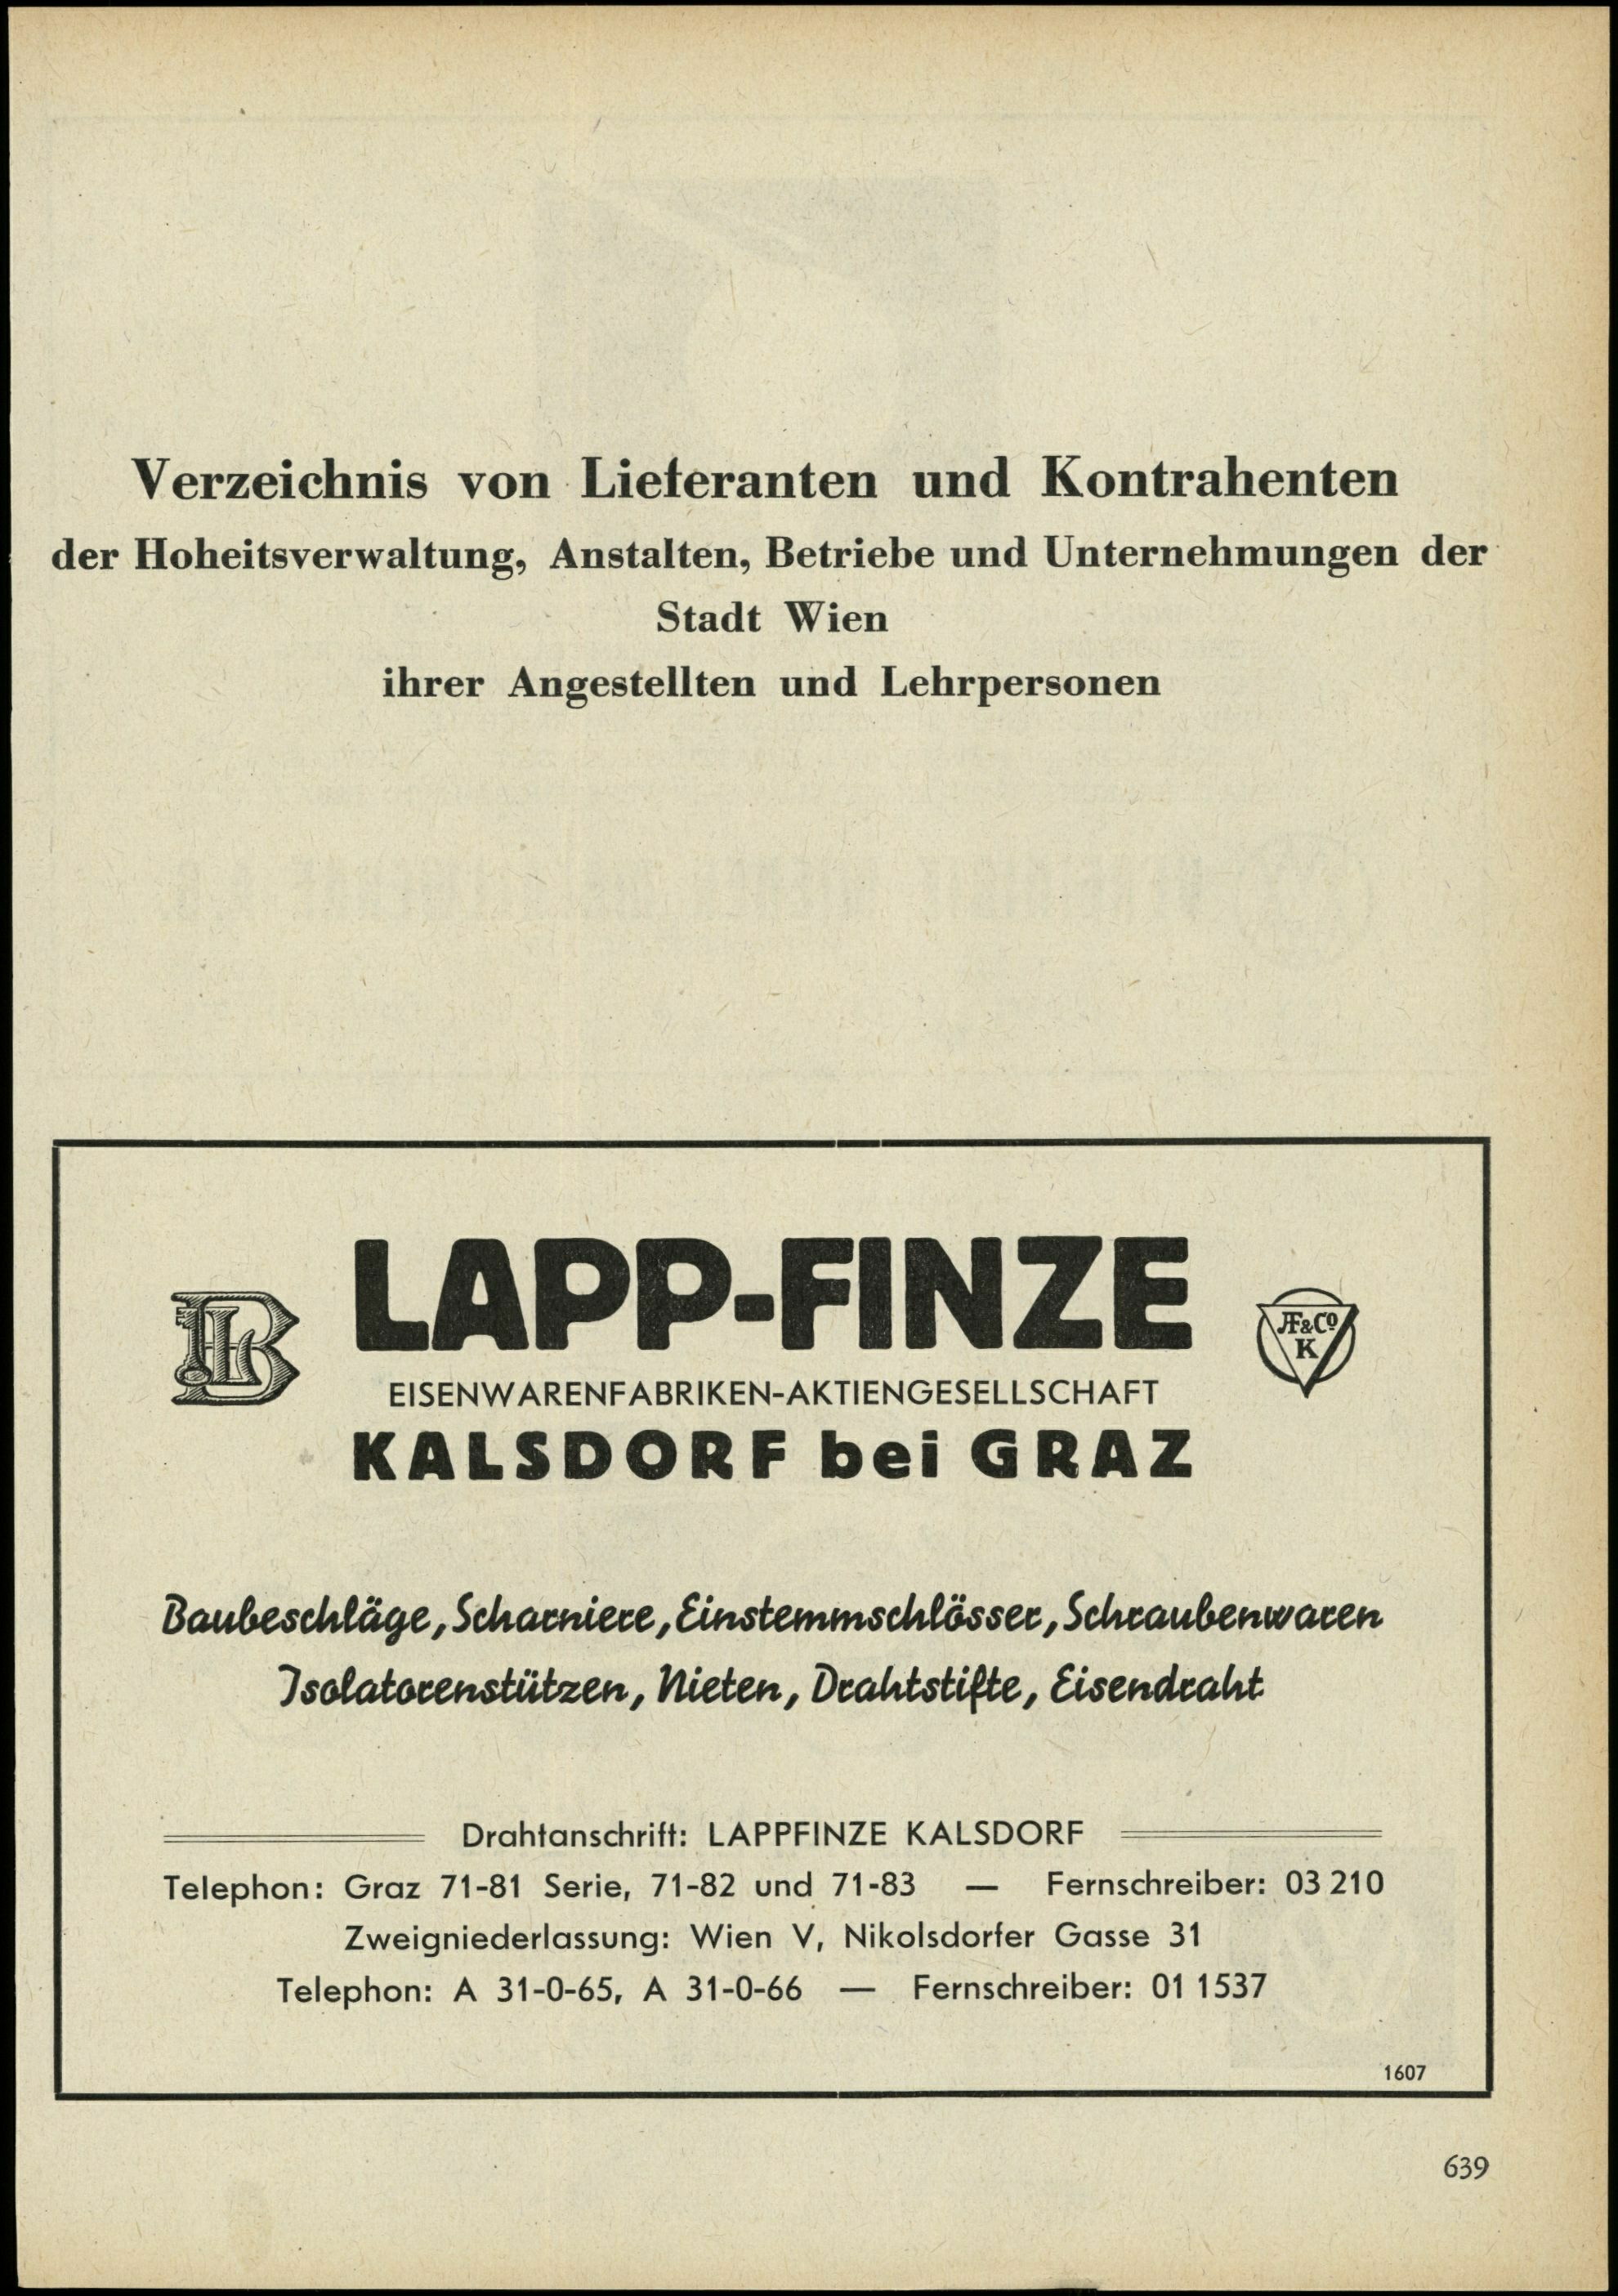 Verzeichnis von Lieferanten und Kontrahenten
der Hoheitsverwaltung, Anstalten, Betriebe und Unternehmungen der
Stadt Wien
ihrer Angestellten und Lehrpersonen
LAPP-FINZE
JF&Co
K
EISENWARENFABRIKEN-AKTIENGESELLSCHAFT
KALSDORF bei GRAZ
Baubeschläge, Scharniere, Einstemmschlösser, Schraubenwaren
Isolatorenstützen, Nieten, Drahtstifte, Eisendraht
Drahtanschrift: LAPPFINZE KALSDORF
Telephon: Graz 71-81 Serie, 71-82 und 71-83 — Fernschreiber: 03 210
Zweigniederlassung: Wien V, Nikolsdorfer Gasse 31
Telephon: A 31-0-65, A 31-0-66 — Fernschreiber: 01 1537
1607
639